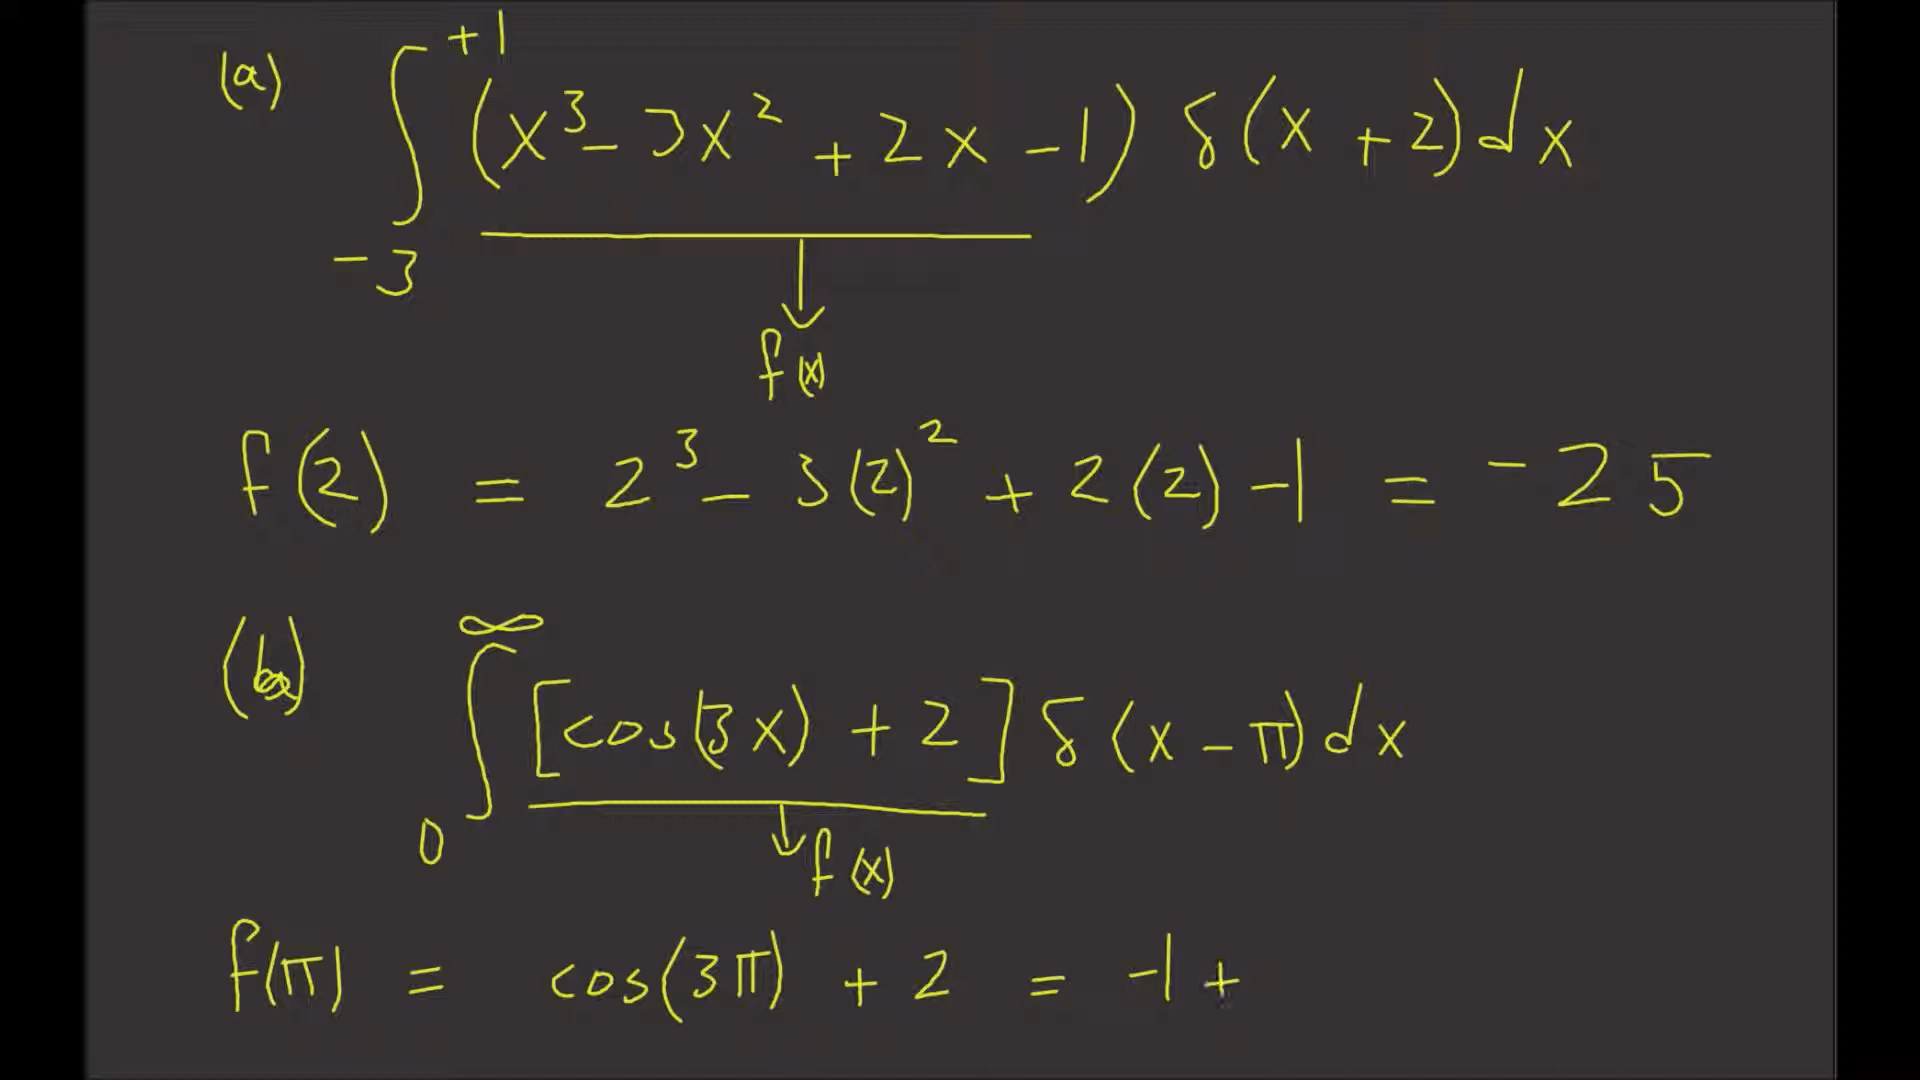 (a) ∫₋₃⁺¹ (x³ - 3x² + 2x - 1) δ(x + 2) dx
f(x)
f(2) = 2³ - 3(2)² + 2(2) - 1 = -25
(b) ∫₀^∞ [cos(3x) + 2] δ(x - π) dx
f(x)
f(π) = cos(3π) + 2 = -1 +